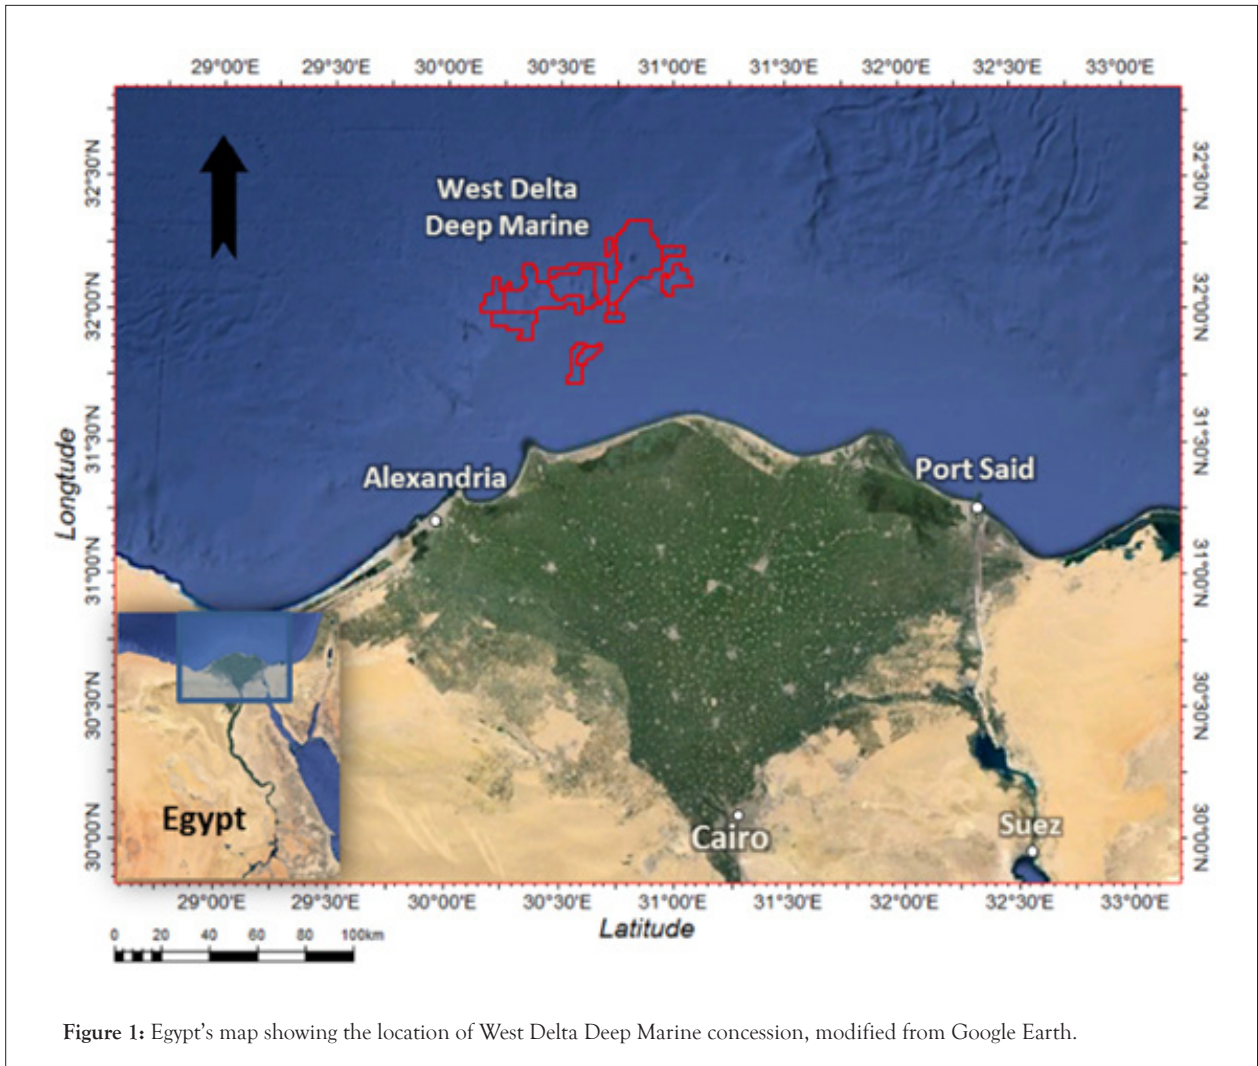 29°00'E 29°30'E 30°00'E 30°30'E 31°00'E 31°30'E 32°00'E 32°30'E 33°00'E
32°30'N
32°00'N
31°30'N
31°00'N
30°30'N
30°00'N
Longtude
West Delta
Deep Marine
Alexandria
Port Said
Cairo
Suez
Egypt
32°30'N
32°00'N
31°30'N
31°00'N
30°30'N
30°00'N
29°00'E 29°30'E 30°00'E 30°30'E 31°00'E 31°30'E 32°00'E 32°30'E 33°00'E
Latitude
0 20 40 60 80 100km
Figure 1: Egypt’s map showing the location of West Delta Deep Marine concession, modified from Google Earth.